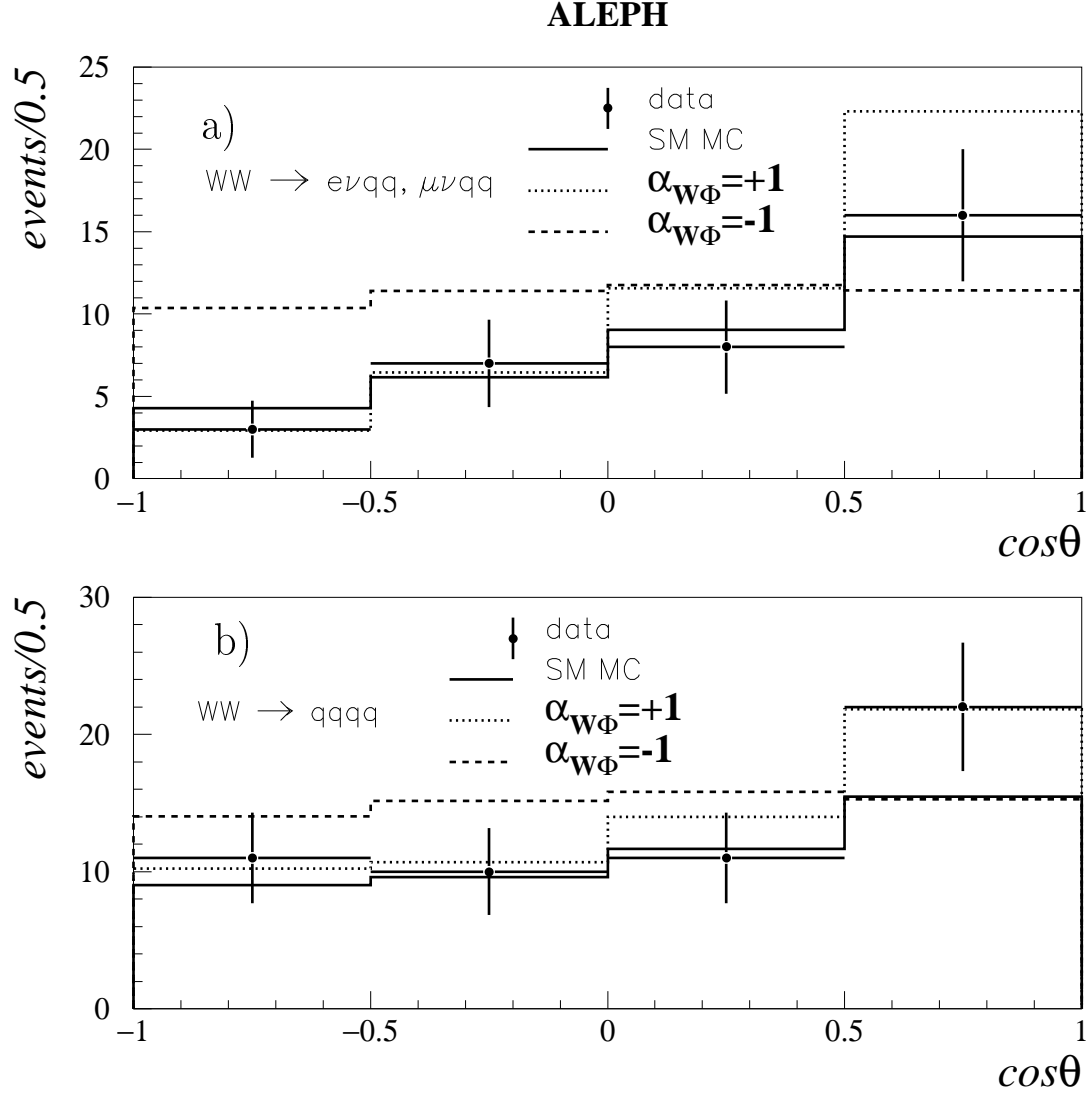 ALEPH
events/0.5
25
20
15
10
5
0
a)
WW → eνqq, μνqq
data
SM MC
α_WΦ=+1
α_WΦ=-1
−1 −0.5 0 0.5 1
cosθ
events/0.5
30
20
10
0
b)
WW → qqqq
data
SM MC
α_WΦ=+1
α_WΦ=-1
−1 −0.5 0 0.5 1
cosθ